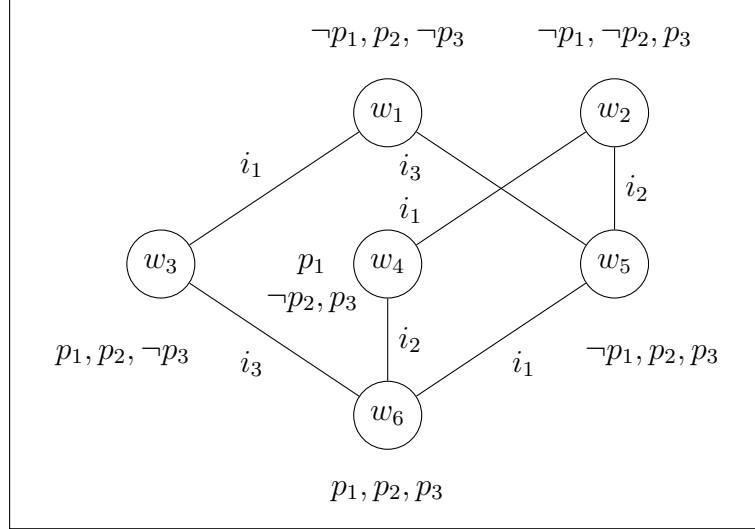 ¬p₁, p₂, ¬p₃
¬p₁, ¬p₂, p₃
w₁
w₂
i₁
i₃
i₁
i₂
w₃
p₁
¬p₂, p₃
w₄
w₅
p₁, p₂, ¬p₃
i₃
i₂
i₁
¬p₁, p₂, p₃
w₆
p₁, p₂, p₃